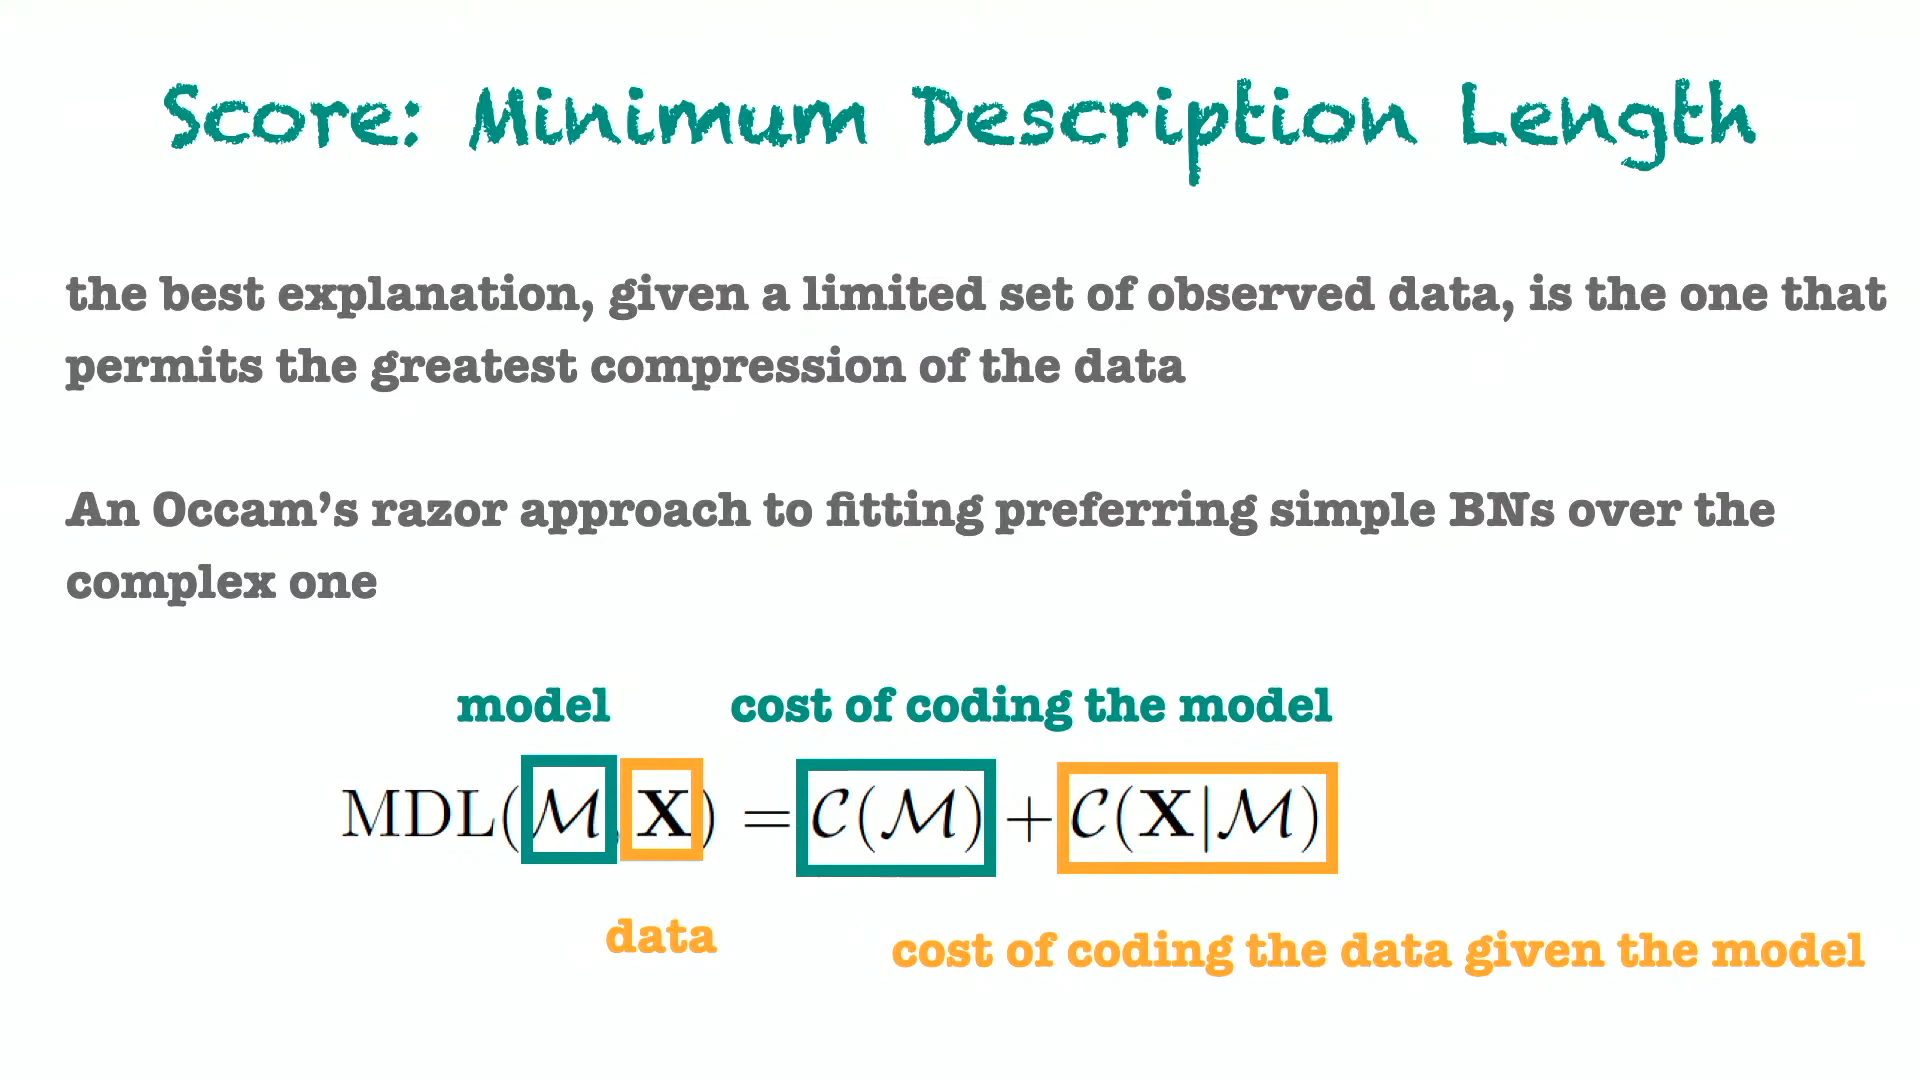 Score: Minimum Description Length
the best explanation, given a limited set of observed data, is the one that
permits the greatest compression of the data
An Occam's razor approach to fitting preferring simple BNs over the
complex one
model cost of coding the model
MDL(ℳ, X) = 𝒞(ℳ) + 𝒞(X|ℳ)
data cost of coding the data given the model